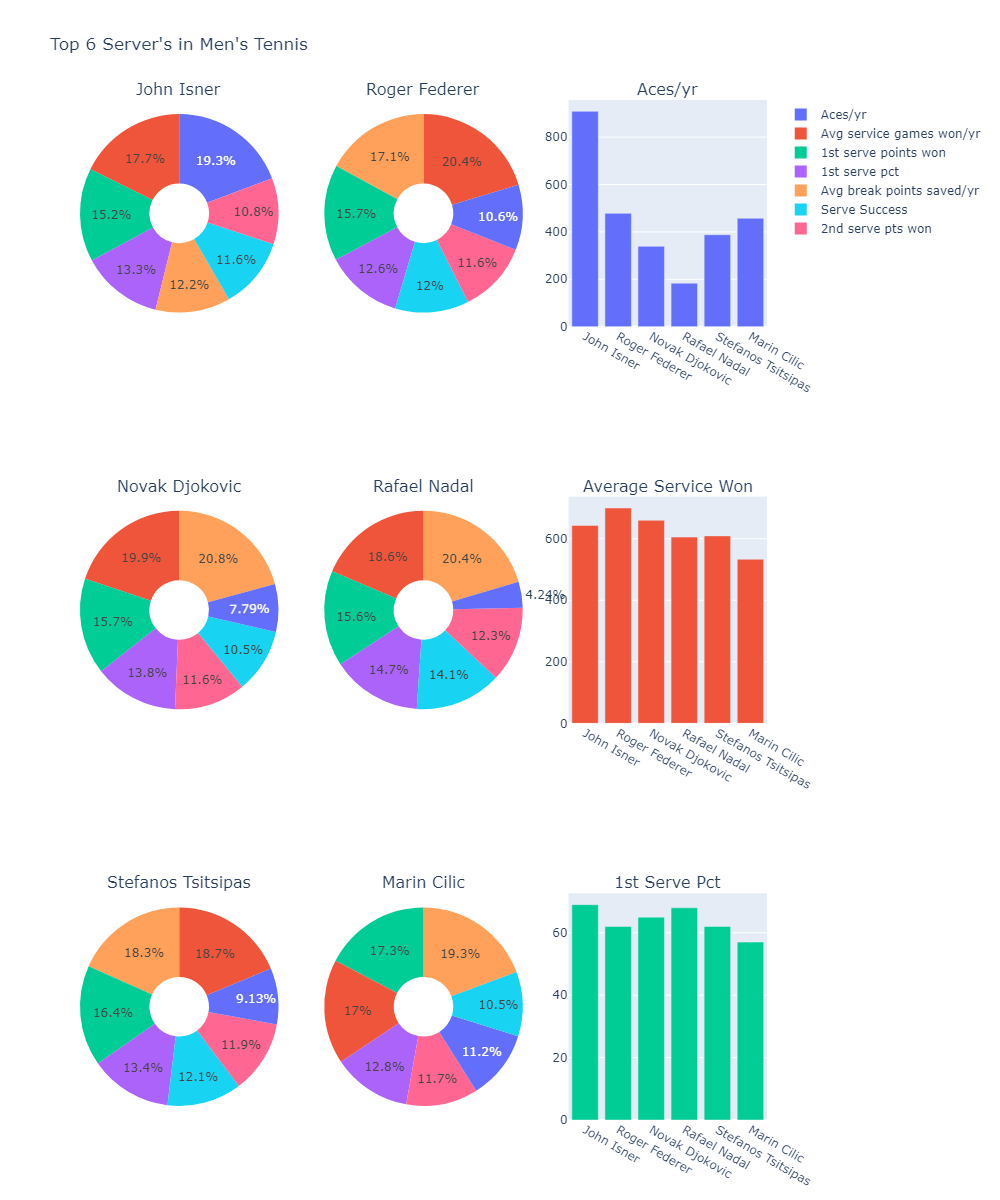 Top 6 Server's in Men's Tennis
John Isner
Roger Federer
Aces/yr
19.3%
17.7%
15.2%
13.3%
12.2%
11.6%
10.8%
20.4%
17.1%
15.7%
12.6%
12%
11.6%
10.6%
800
600
400
200
0
John Isner
Roger Federer
Novak Djokovic
Rafael Nadal
Stefanos Tsitsipas
Marin Cilic
Aces/yr
Avg service games won/yr
1st serve points won
1st serve pct
Avg break points saved/yr
Serve Success
2nd serve pts won
Novak Djokovic
Rafael Nadal
Average Service Won
20.8%
19.9%
15.7%
13.8%
11.6%
10.5%
7.79%
20.4%
18.6%
15.6%
14.7%
14.1%
12.3%
4.24%
600
400
200
0
John Isner
Roger Federer
Novak Djokovic
Rafael Nadal
Stefanos Tsitsipas
Marin Cilic
Stefanos Tsitsipas
Marin Cilic
1st Serve Pct
18.7%
18.3%
16.4%
13.4%
12.1%
11.9%
9.13%
19.3%
17.3%
17%
12.8%
11.7%
11.2%
10.5%
60
40
20
0
John Isner
Roger Federer
Novak Djokovic
Rafael Nadal
Stefanos Tsitsipas
Marin Cilic